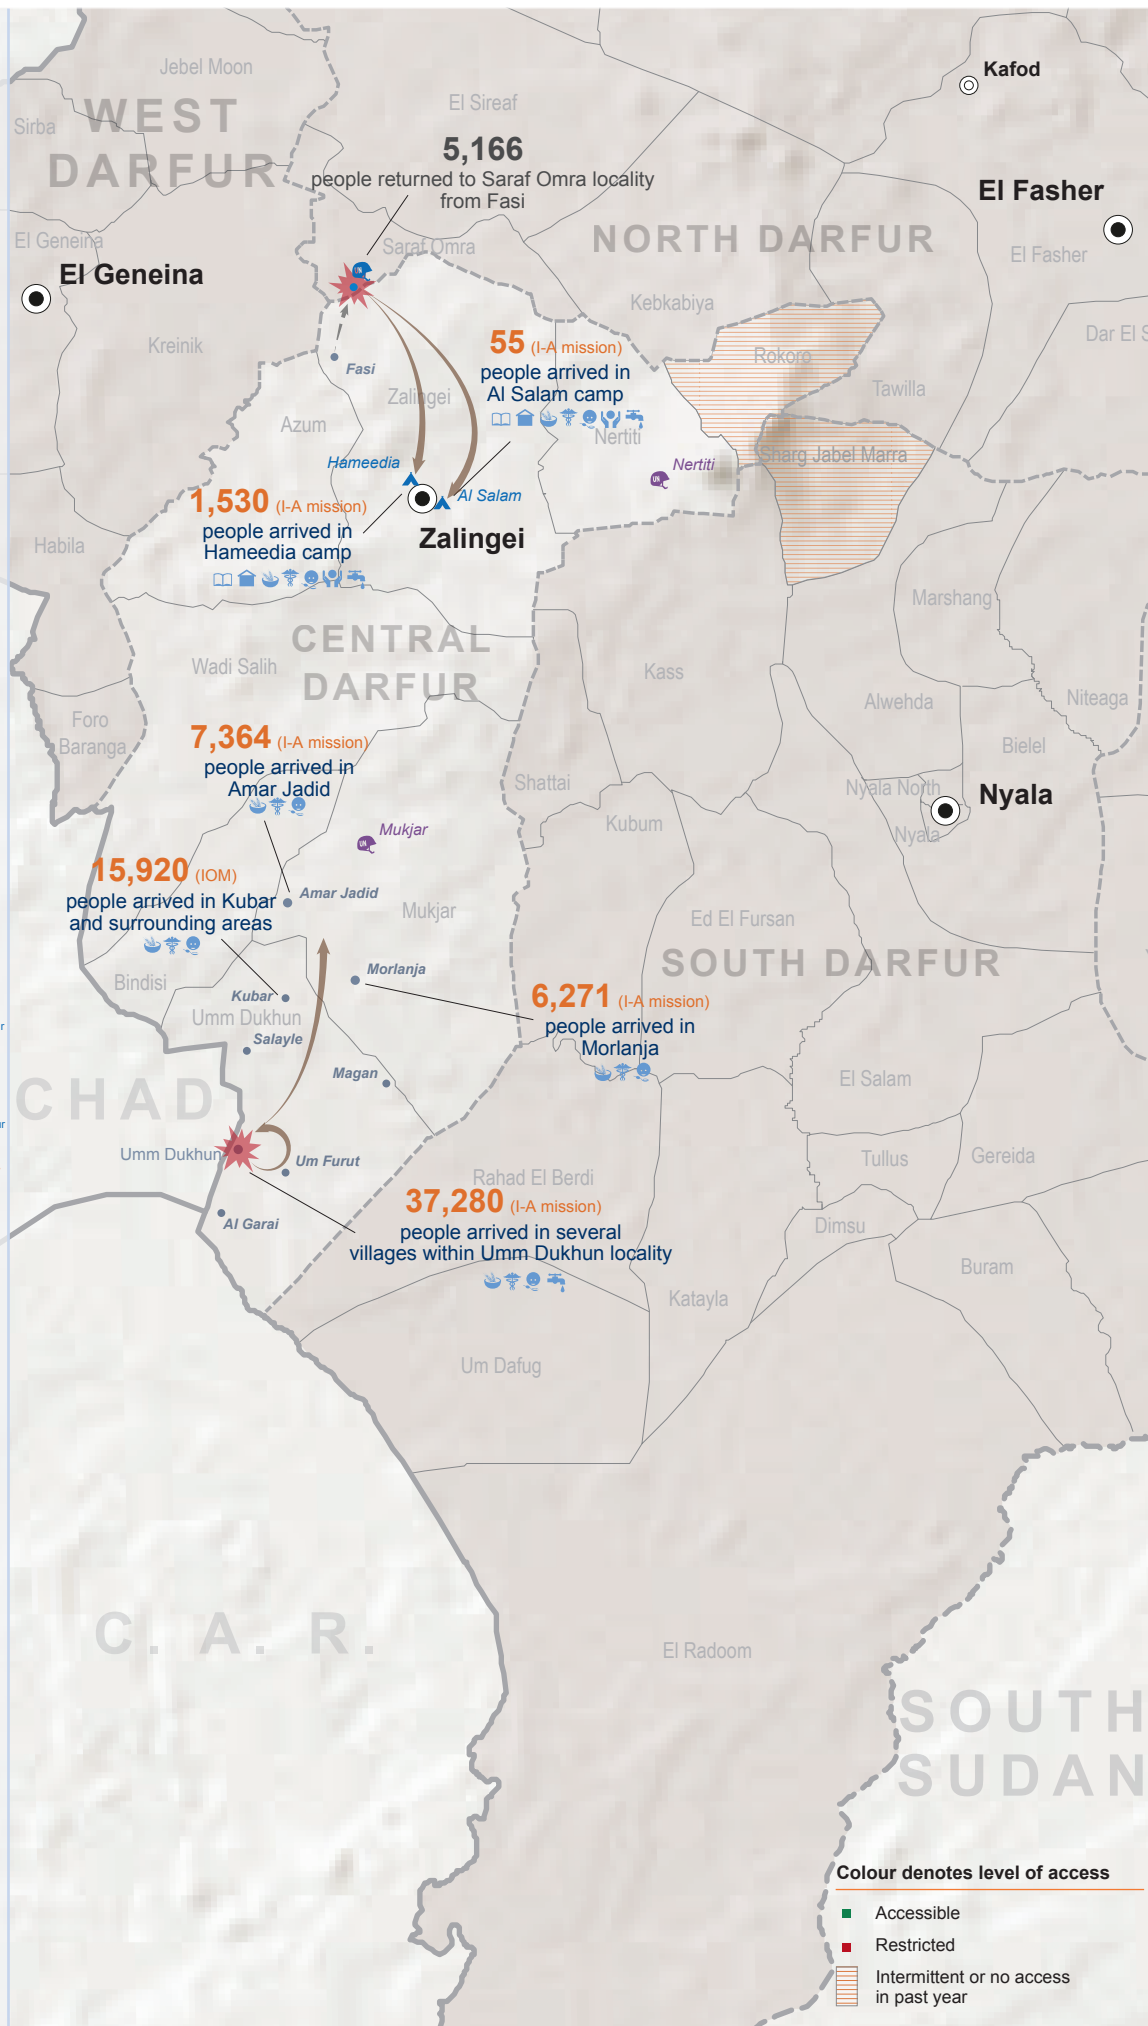 Kafod
Jebel Moon
El Sireaf
WEST
DARFUR
Sirba
5,166
people returned to Saraf Omra locality
from Fasi
El Fasher
El Geneina
Saraf Omra
NORTH DARFUR
El Fasher
El Geneina
Kebkabiya
Kreinik
55 (I-A mission)
people arrived in
Al Salam camp
Dar El S
Rokoro
Fasi
Tawilla
Zalingei
Azum
Nertiti
Sharg Jabel Marra
Hameedia
UN
Nertiti
1,530 (I-A mission)
people arrived in
Hameedia camp
Al Salam
Zalingei
Habila
Marshang
CENTRAL
DARFUR
Wadi Salih
Kass
Alwehda
Niteaga
Foro
Baranga
Bielel
7,364 (I-A mission)
people arrived in
Amar Jadid
Shattai
Nyala North
Nyala
Kubum
Nyala
UN
Mukjar
15,920 (IOM)
people arrived in Kubar
and surrounding areas
Amar Jadid
Mukjar
Ed El Fursan
SOUTH DARFUR
Morlanja
Bindisi
Kubar
Umm Dukhun
6,271 (I-A mission)
people arrived in
Morlanja
Salayle
Magan
El Salam
CHAD
Umm Dukhun
Um Furut
Tullus
Gereida
Rahad El Berdi
37,280 (I-A mission)
people arrived in several
villages within Umm Dukhun locality
Al Garai
Dimsu
Buram
Katayla
Um Dafug
C. A. R.
El Radoom
SOUTH
SUDAN
Colour denotes level of access
Accessible
Restricted
Intermittent or no access
in past year